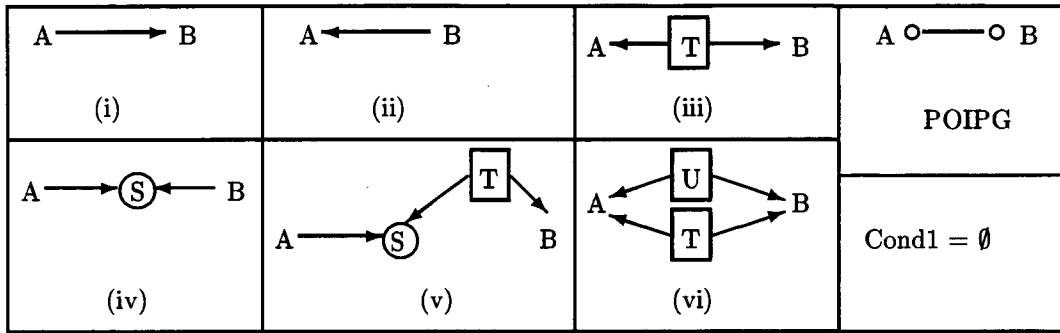 A B
(i)
A B
(ii)
A T B
(iii)
A B
POIPG
A S B
(iv)
T
A S
B
(v)
U
A B
T
(vi)
Cond1 = ∅